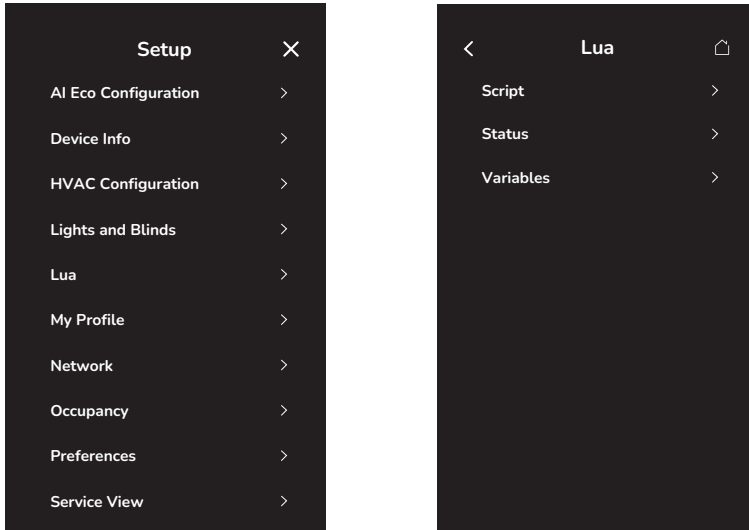 Setup
AI Eco Configuration
Device Info
HVAC Configuration
Lights and Blinds
Lua
My Profile
Network
Occupancy
Preferences
Service View
Lua
Script
Status
Variables